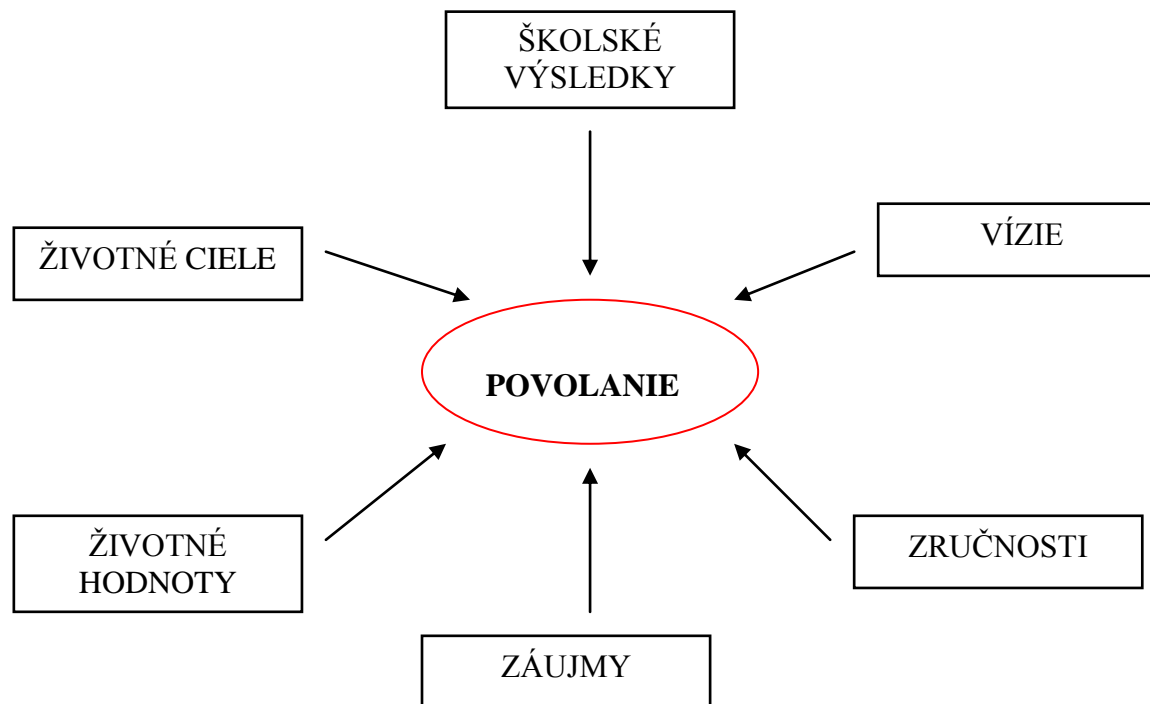 ŠKOLSKÉ
VÝSLEDKY
VÍZIE
ŽIVOTNÉ CIELE
POVOLANIE
ŽIVOTNÉ
HODNOTY
ZRUČNOSTI
ZÁUJMY